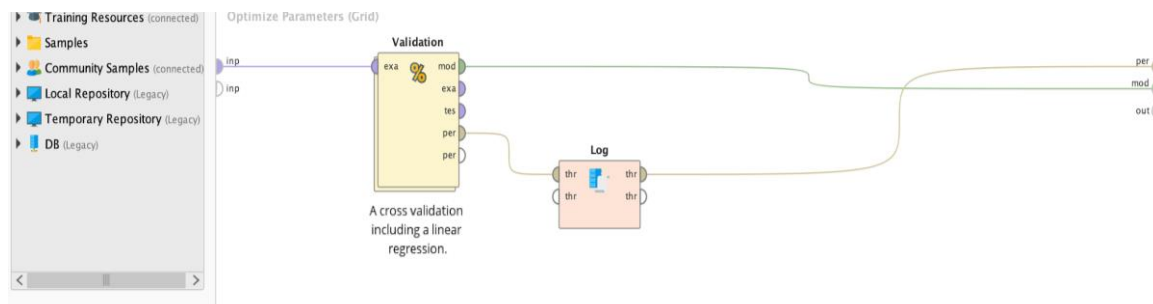 Training Resources (connected)
Samples
Community Samples (connected)
Local Repository (Legacy)
Temporary Repository (Legacy)
DB (Legacy)
Optimize Parameters (Grid)
inp
inp
Validation
exa
%
mod
exa
tes
per
per
A cross validation
including a linear
regression.
Log
thr
thr
thr
thr
per
mod
out